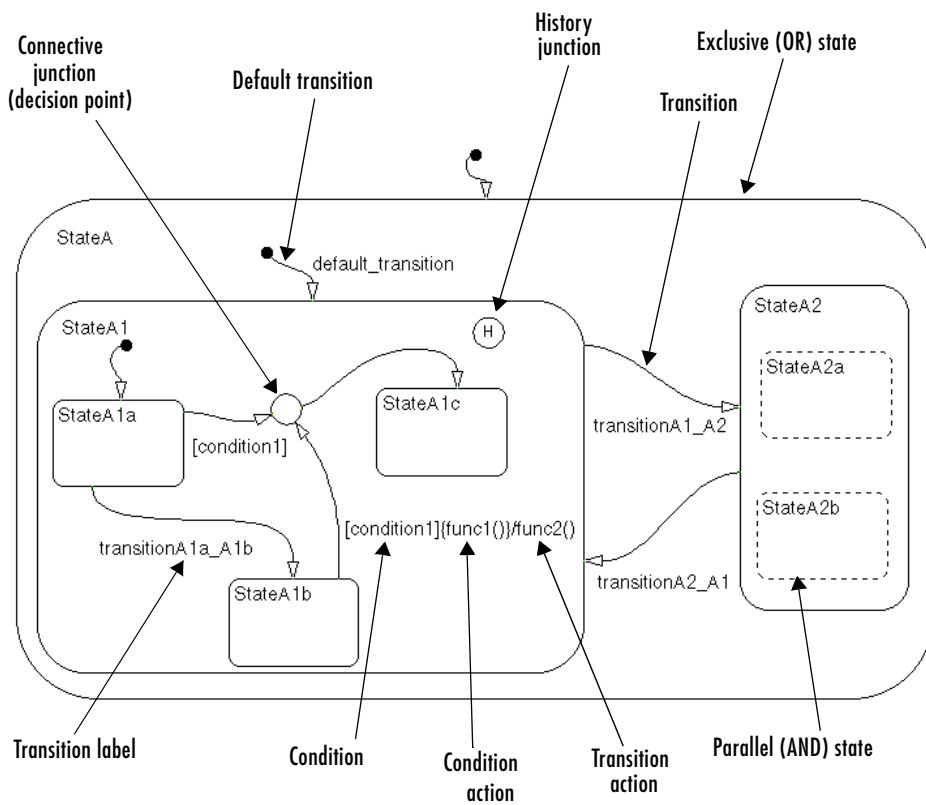 History
junction
Exclusive (OR) state
Connective
junction
(decision point)
Default transition
Transition
StateA
default_transition
StateA1
H
StateA2
StateA2a
StateA1a
StateA1c
transitionA1_A2
[condition1]
StateA2b
[condition1]{func1()}/func2()
transitionA1a_A1b
StateA1b
transitionA2_A1
Transition label
Condition
Condition
action
Transition
action
Parallel (AND) state